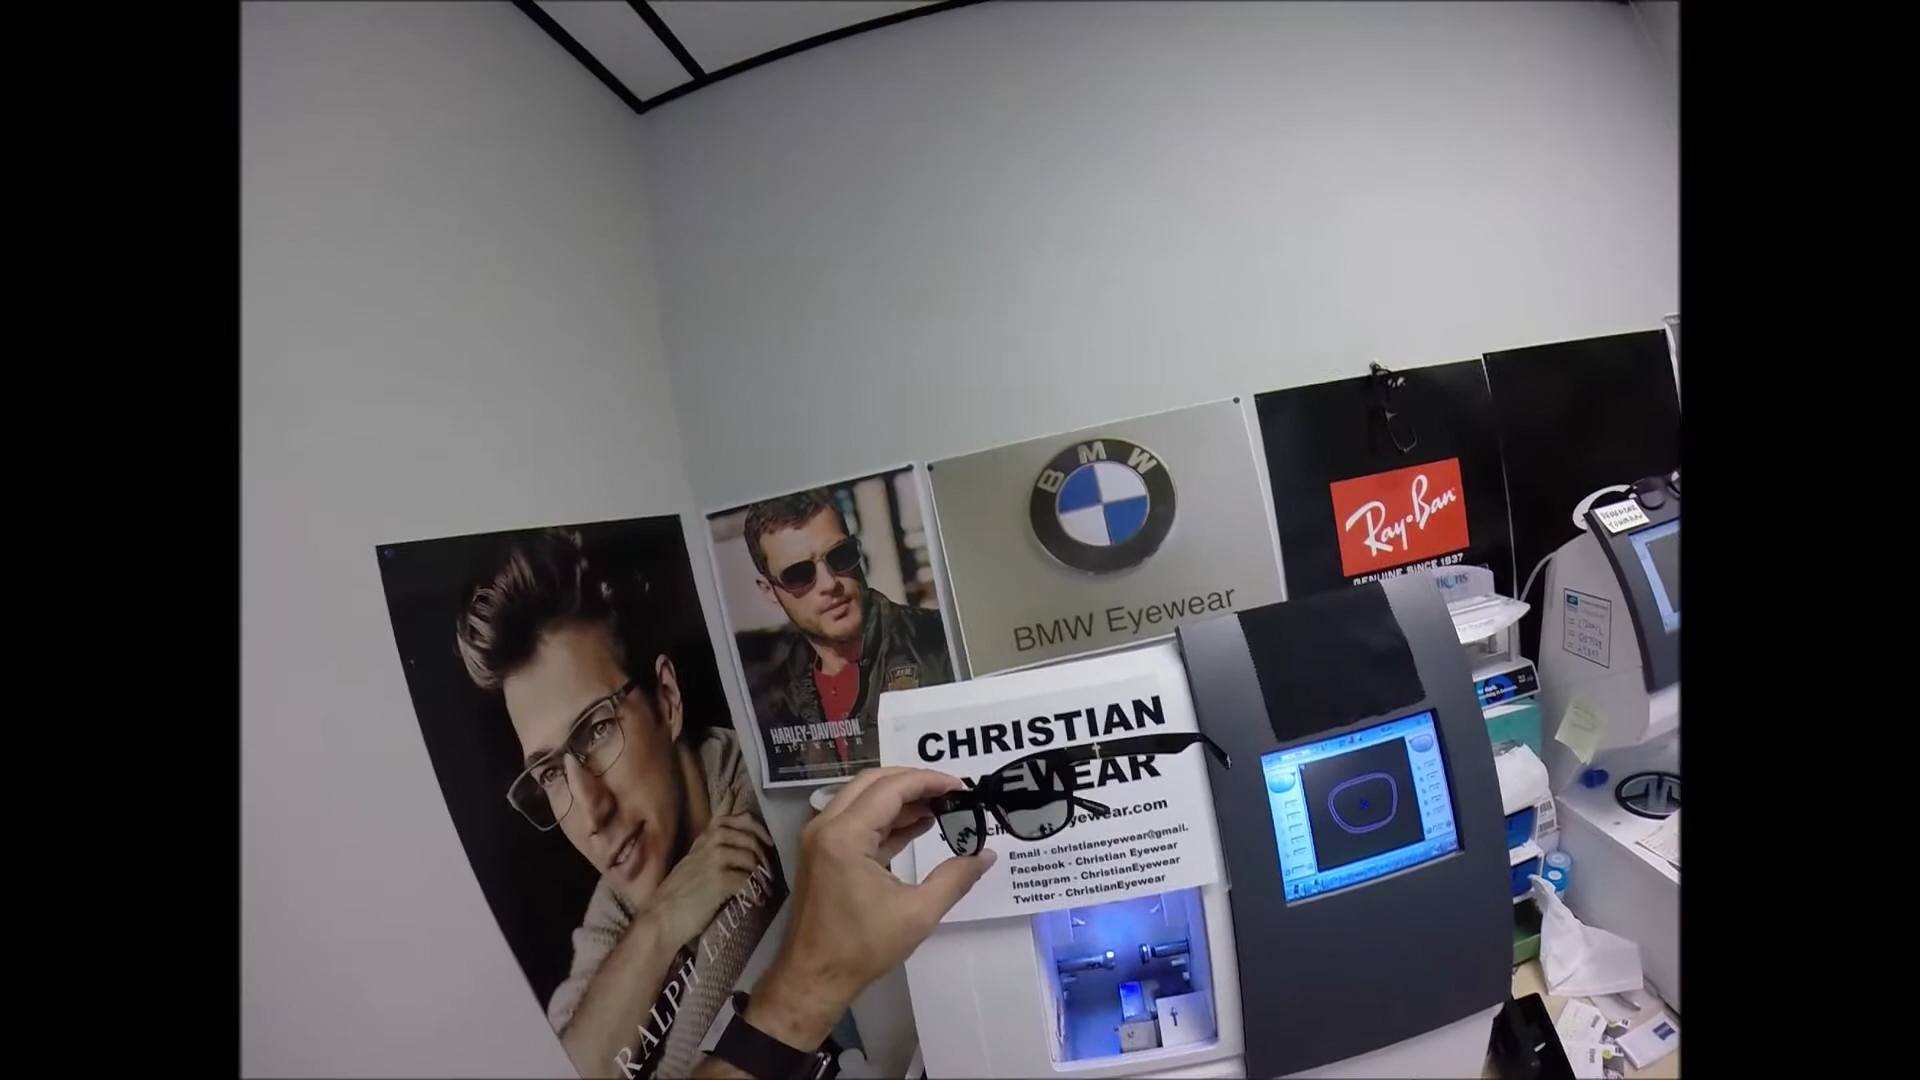 RALPH LAUREN
HARLEY-DAVIDSON
EYEWEAR
BMW
BMW Eyewear
Ray-Ban
GENUINE SINCE 1937
CHRISTIAN
EYEWEAR
Email - christianeyewear@gmail.
Facebook - Christian Eyewear
Instagram - ChristianEyewear
Twitter - ChristianEyewear